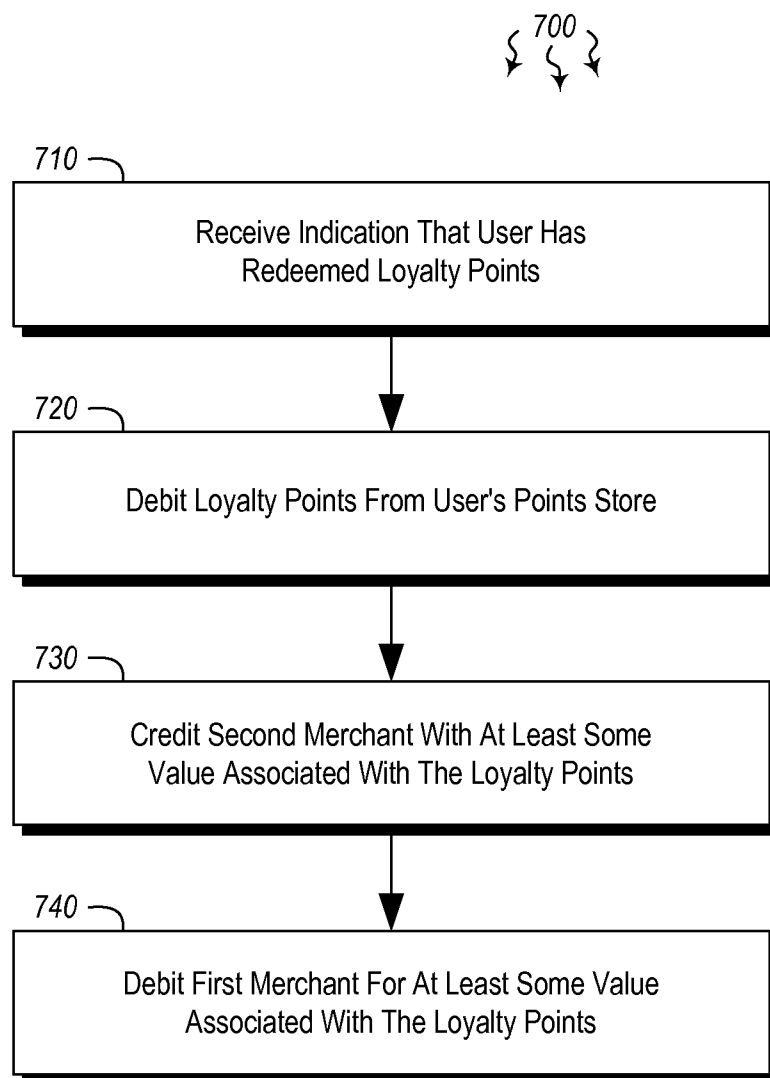 700
710
Receive Indication That User Has
Redeemed Loyalty Points
720
Debit Loyalty Points From User's Points Store
730
Credit Second Merchant With At Least Some
Value Associated With The Loyalty Points
740
Debit First Merchant For At Least Some Value
Associated With The Loyalty Points